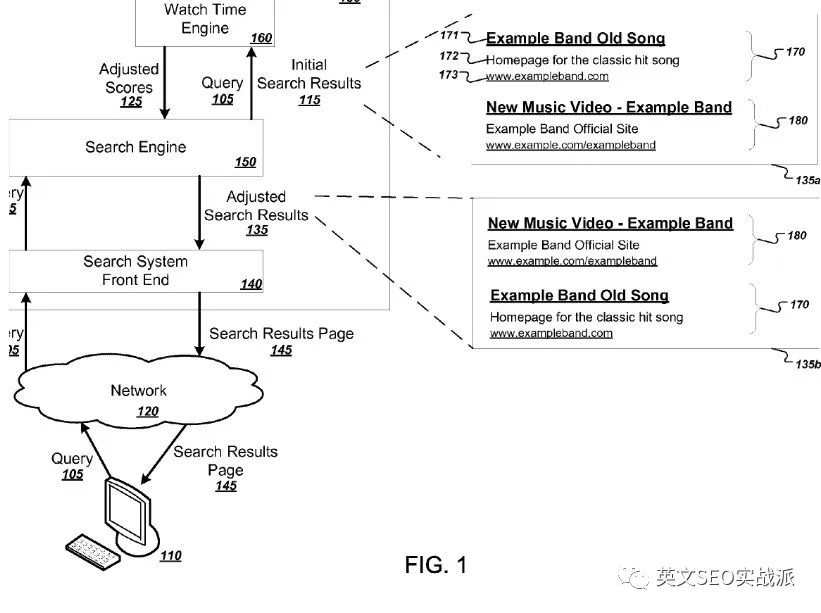 Watch Time
Engine
160
Adjusted
Scores
125
Query
105
Initial
Search Results
115
Search Engine
150
Adjusted
Search Results
135
Search System
Front End
140
Search Results Page
145
Network
120
Query
105
Search Results
Page
145
110
171
Example Band Old Song
172
Homepage for the classic hit song
173
www.exampleband.com
170
New Music Video - Example Band
Example Band Official Site
www.example.com/exampleband
180
135a
New Music Video - Example Band
Example Band Official Site
www.example.com/exampleband
180
Example Band Old Song
Homepage for the classic hit song
www.exampleband.com
170
135b
FIG. 1
英文SEO实战派